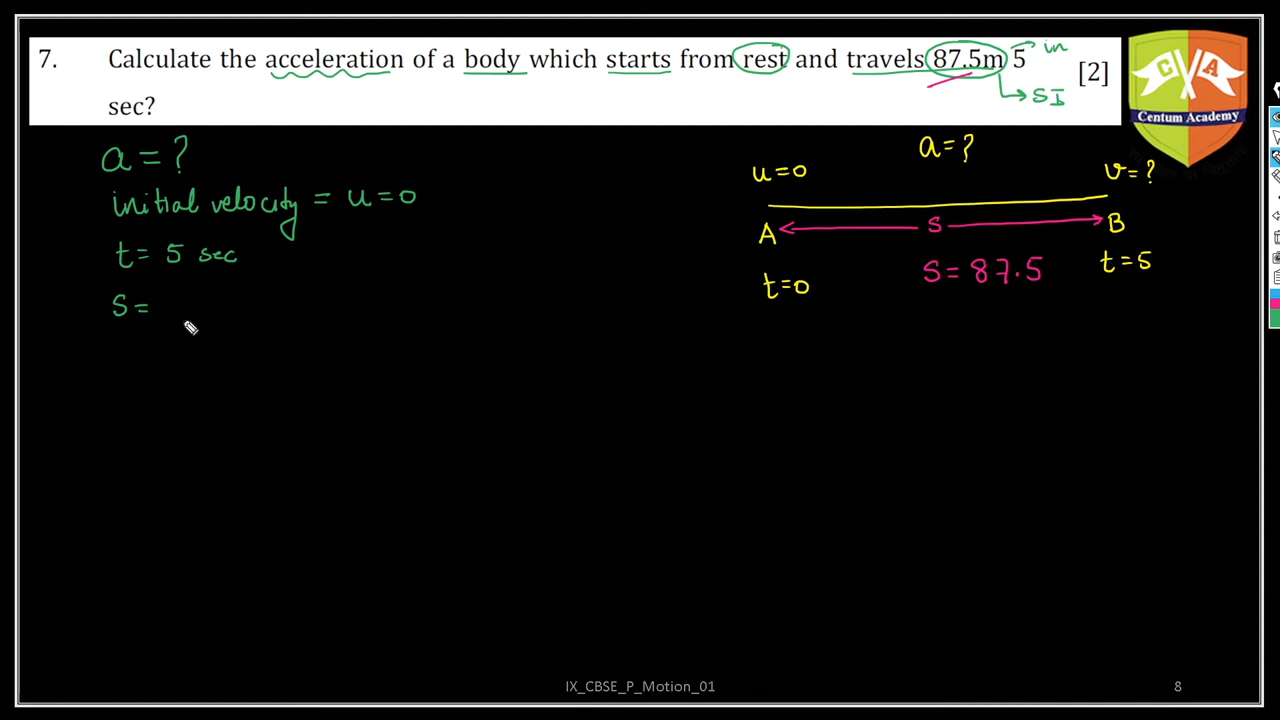 7. Calculate the acceleration of a body which starts from rest and travels 87.5m 5 in [2]
sec?
SI
C A
Centum Academy
a = ?
initial velocity = u = 0
t = 5 sec
S =
a = ?
u = 0
v = ?
A S B
t = 0
S = 87.5
t = 5
IX_CBSE_P_Motion_01
8